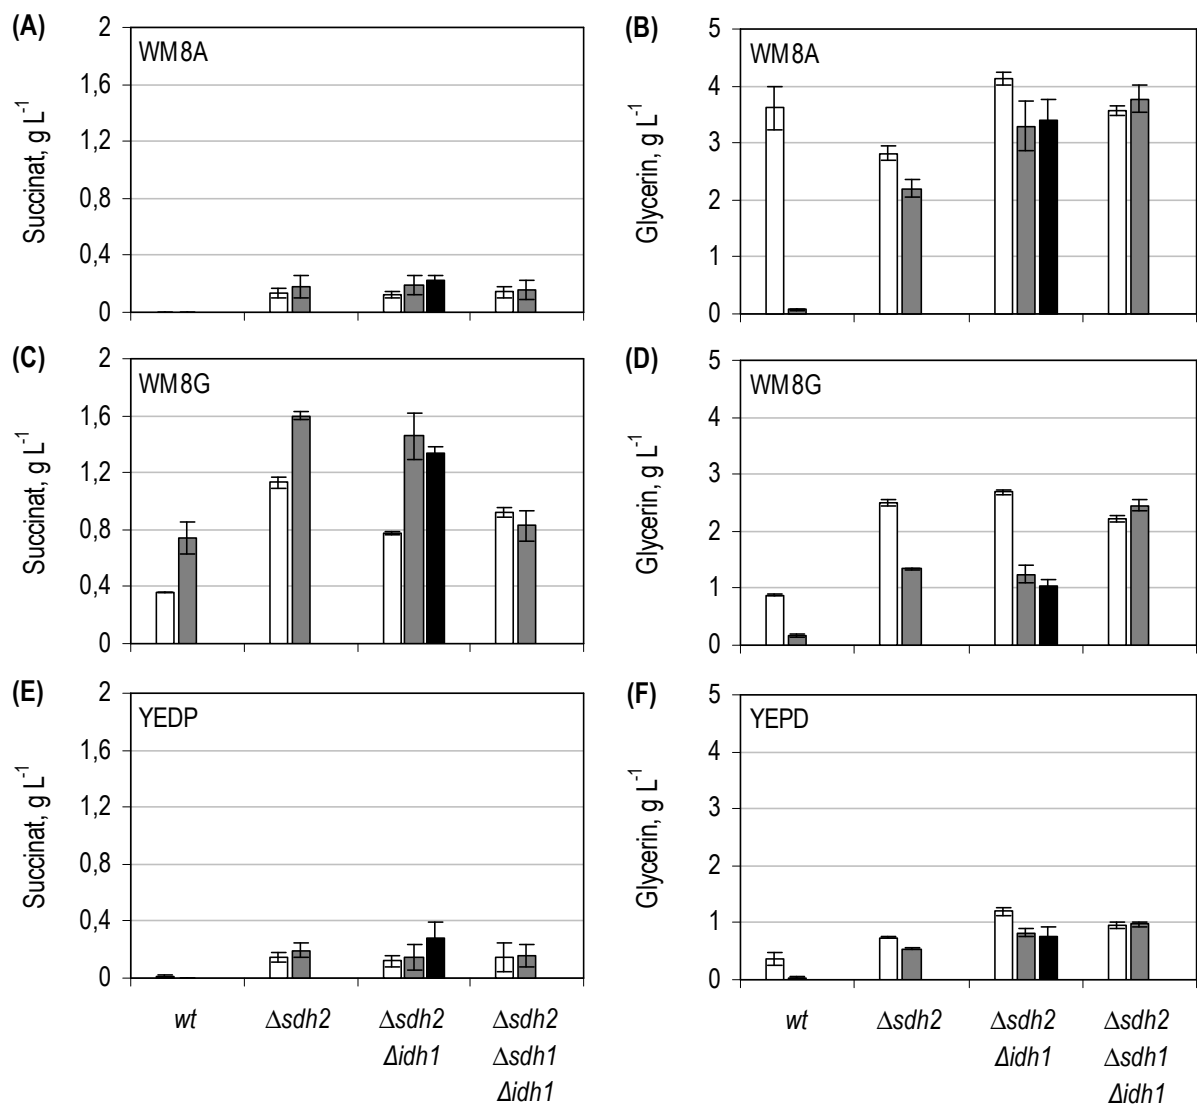 (A)
2
1,6
1,2
0,8
0,4
0
Succinat, g L⁻¹
WM8A
(B)
5
4
3
2
1
0
Glycerin, g L⁻¹
WM8A
(C)
2
1,6
1,2
0,8
0,4
0
Succinat, g L⁻¹
WM8G
(D)
5
4
3
2
1
0
Glycerin, g L⁻¹
WM8G
(E)
2
1,6
1,2
0,8
0,4
0
Succinat, g L⁻¹
YEDP
wt
Δsdh2
Δsdh2
Δidh1
Δsdh2
Δsdh1
Δidh1
(F)
5
4
3
2
1
0
Glycerin, g L⁻¹
YEPD
wt
Δsdh2
Δsdh2
Δidh1
Δsdh2
Δsdh1
Δidh1